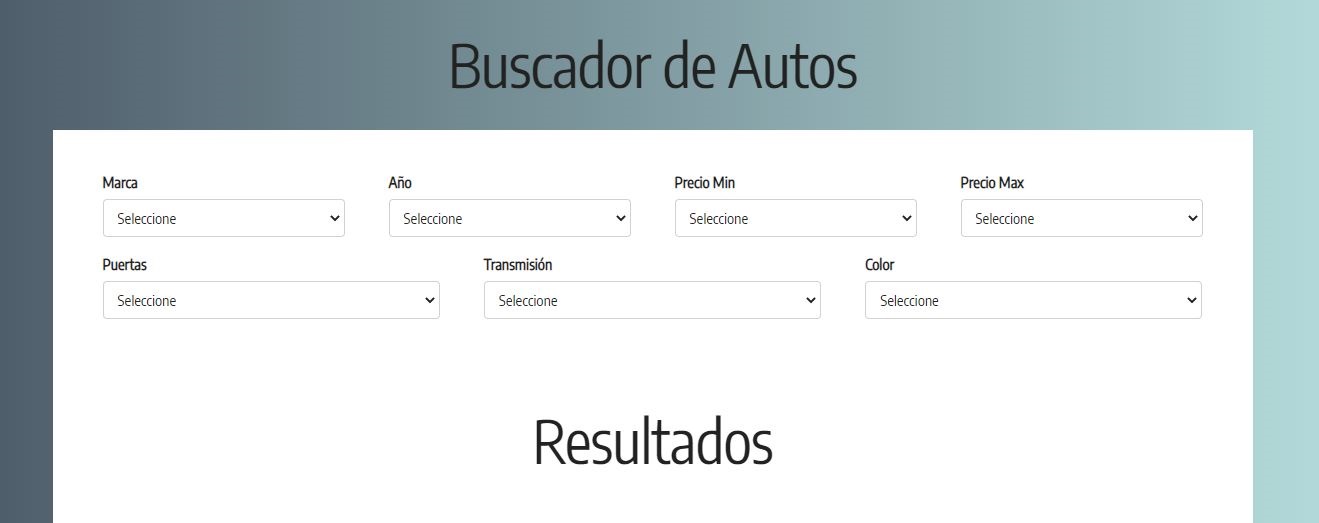 Buscador de Autos
Marca Año Precio Min Precio Max
Seleccione Seleccione Seleccione Seleccione
Puertas Transmisión Color
Seleccione Seleccione Seleccione
Resultados